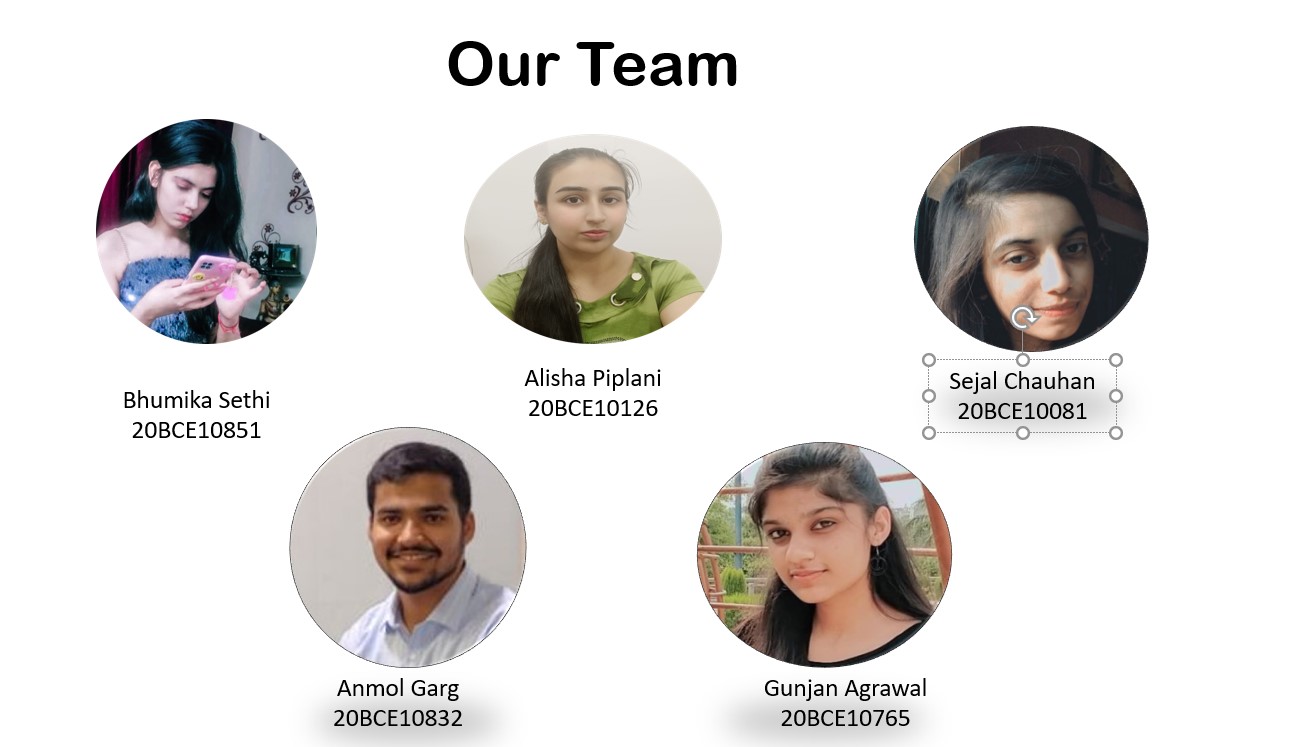 Our Team
Bhumika Sethi
20BCE10851
Alisha Piplani
20BCE10126
Sejal Chauhan
20BCE10081
Anmol Garg
20BCE10832
Gunjan Agrawal
20BCE10765